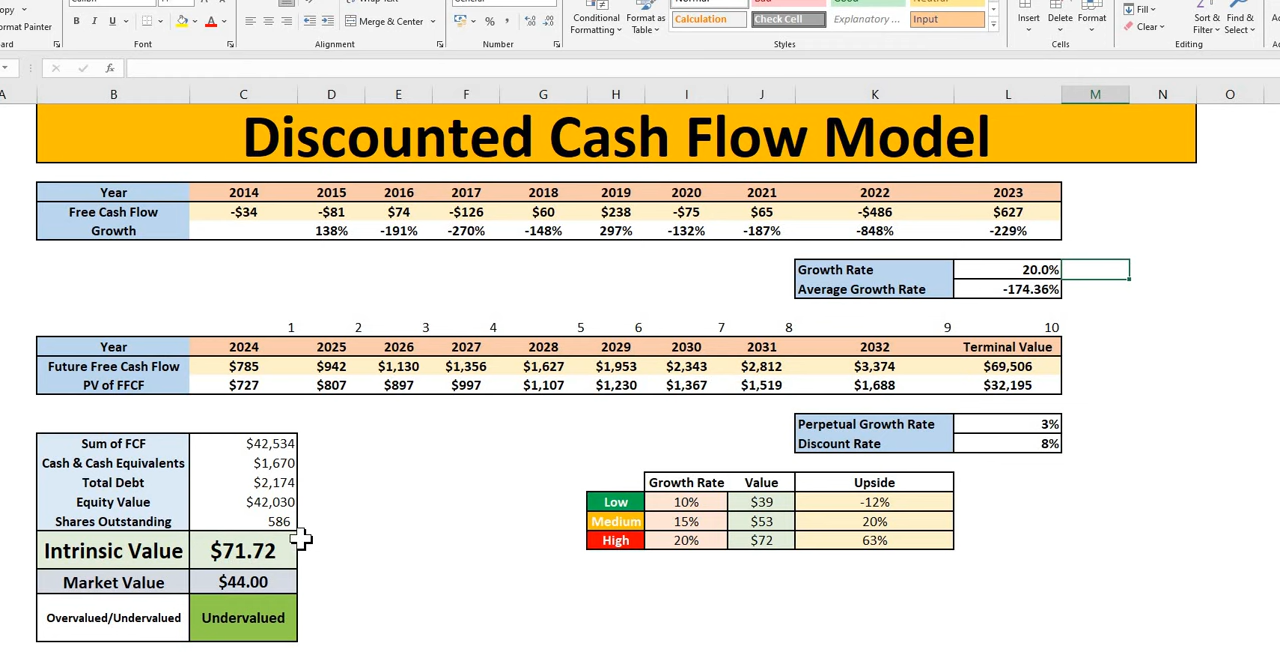 opy
ormat Painter
ard
B I U
Font
Merge & Center
Alignment
% ,
Number
Conditional Formatting
Format as Table
Calculation
Check Cell
Explanatory ...
Input
Styles
Insert Delete Format
Cells
Fill
Clear
Sort & Filter
Find & Select
Editing
fx
A B C D E F G H I J K L M N O
Discounted Cash Flow Model
Year 2014 2015 2016 2017 2018 2019 2020 2021 2022 2023
Free Cash Flow -$34 -$81 $74 -$126 $60 $238 -$75 $65 -$486 $627
Growth 138% -191% -270% -148% 297% -132% -187% -848% -229%
Growth Rate 20.0%
Average Growth Rate -174.36%
1 2 3 4 5 6 7 8 9 10
Year 2024 2025 2026 2027 2028 2029 2030 2031 2032 Terminal Value
Future Free Cash Flow $785 $942 $1,130 $1,356 $1,627 $1,953 $2,343 $2,812 $3,374 $69,506
PV of FFCF $727 $807 $897 $997 $1,107 $1,230 $1,367 $1,519 $1,688 $32,195
Perpetual Growth Rate 3%
Discount Rate 8%
Sum of FCF $42,534
Cash & Cash Equivalents $1,670
Total Debt $2,174
Equity Value $42,030
Shares Outstanding 586
Intrinsic Value $71.72
Market Value $44.00
Overvalued/Undervalued Undervalued
Growth Rate Value Upside
Low 10% $39 -12%
Medium 15% $53 20%
High 20% $72 63%